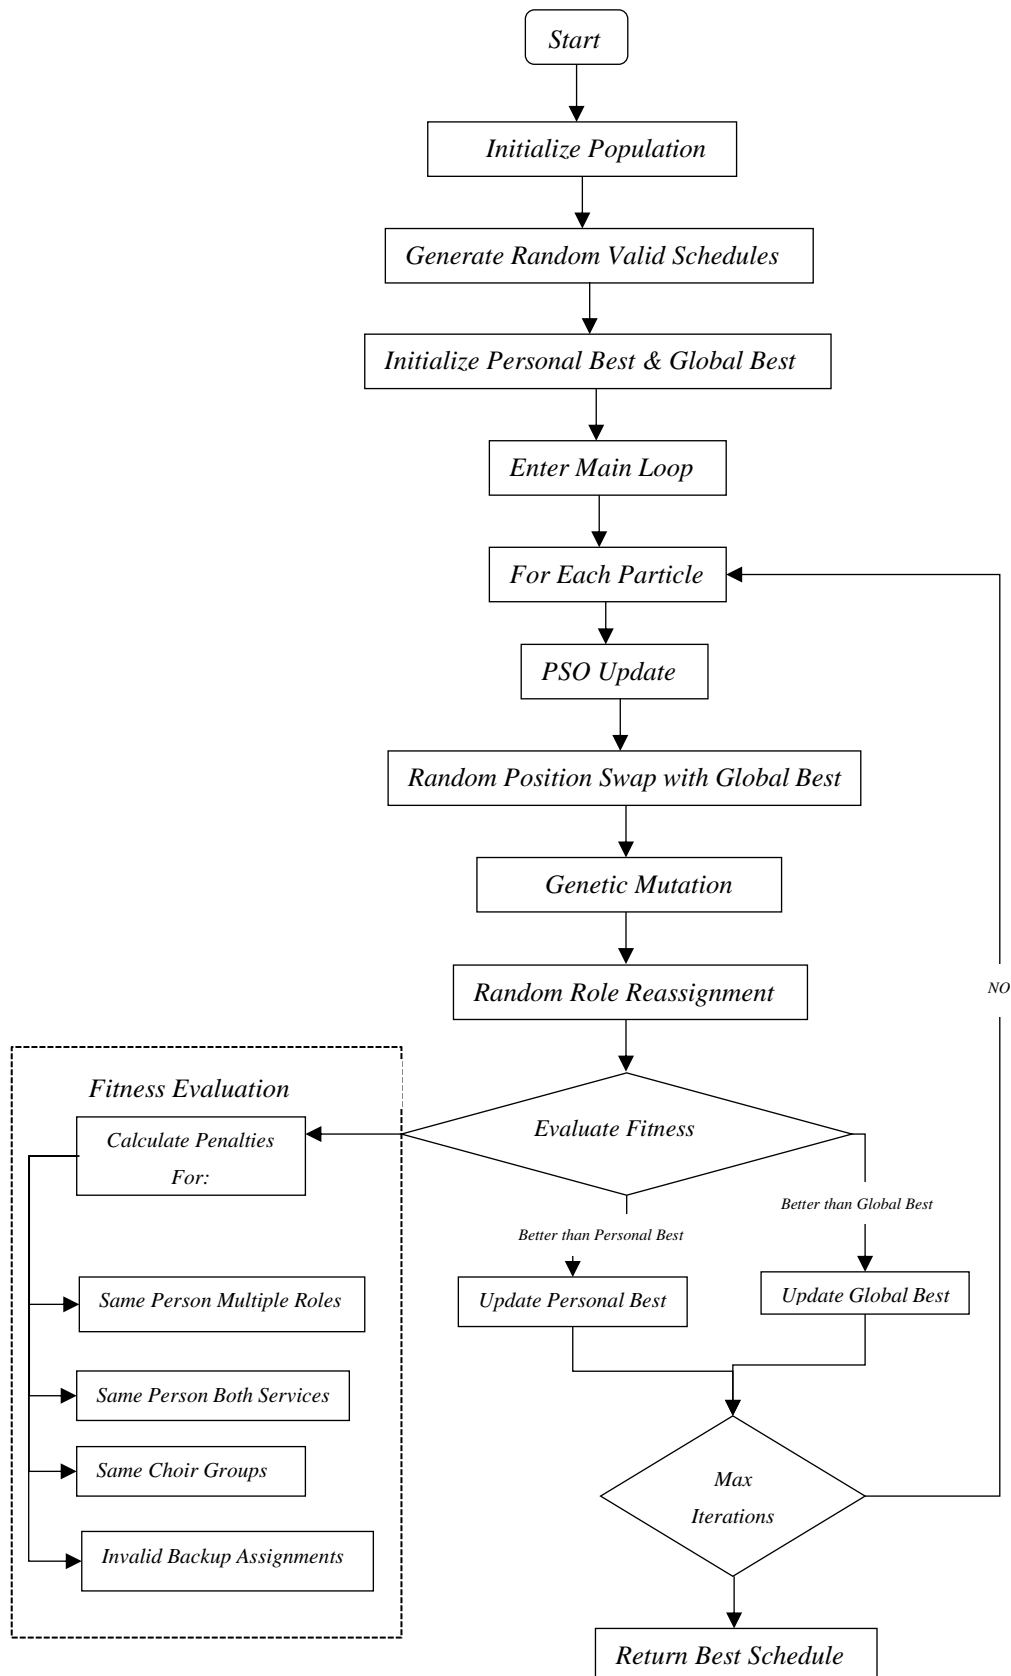 Start
Initialize Population
Generate Random Valid Schedules
Initialize Personal Best & Global Best
Enter Main Loop
For Each Particle
PSO Update
Random Position Swap with Global Best
Genetic Mutation
Random Role Reassignment
NO
Fitness Evaluation
Calculate Penalties
For:
Evaluate Fitness
Better than Global Best
Better than Personal Best
Same Person Multiple Roles
Update Personal Best
Update Global Best
Same Person Both Services
Same Choir Groups
Max
Iterations
Invalid Backup Assignments
Return Best Schedule